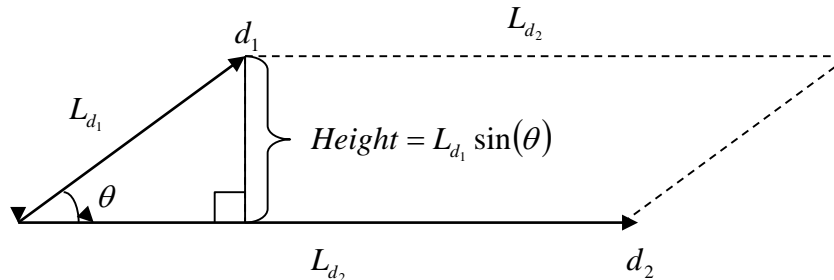 L_{d_2}
d_1
L_{d_1}
Height = L_{d_1} sin(θ)
θ
L_{d_2}
d_2